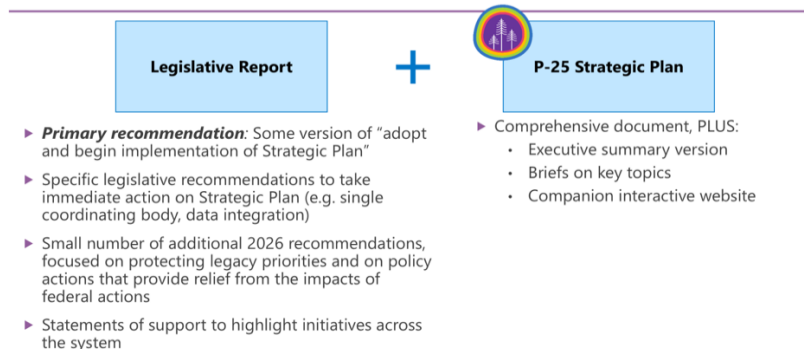 Legislative Report
+
P-25 Strategic Plan
▶ Primary recommendation: Some version of “adopt
and begin implementation of Strategic Plan”
▶ Specific legislative recommendations to take
immediate action on Strategic Plan (e.g. single
coordinating body, data integration)
▶ Small number of additional 2026 recommendations,
focused on protecting legacy priorities and on policy
actions that provide relief from the impacts of
federal actions
▶ Statements of support to highlight initiatives across
the system
▶ Comprehensive document, PLUS:
• Executive summary version
• Briefs on key topics
• Companion interactive website